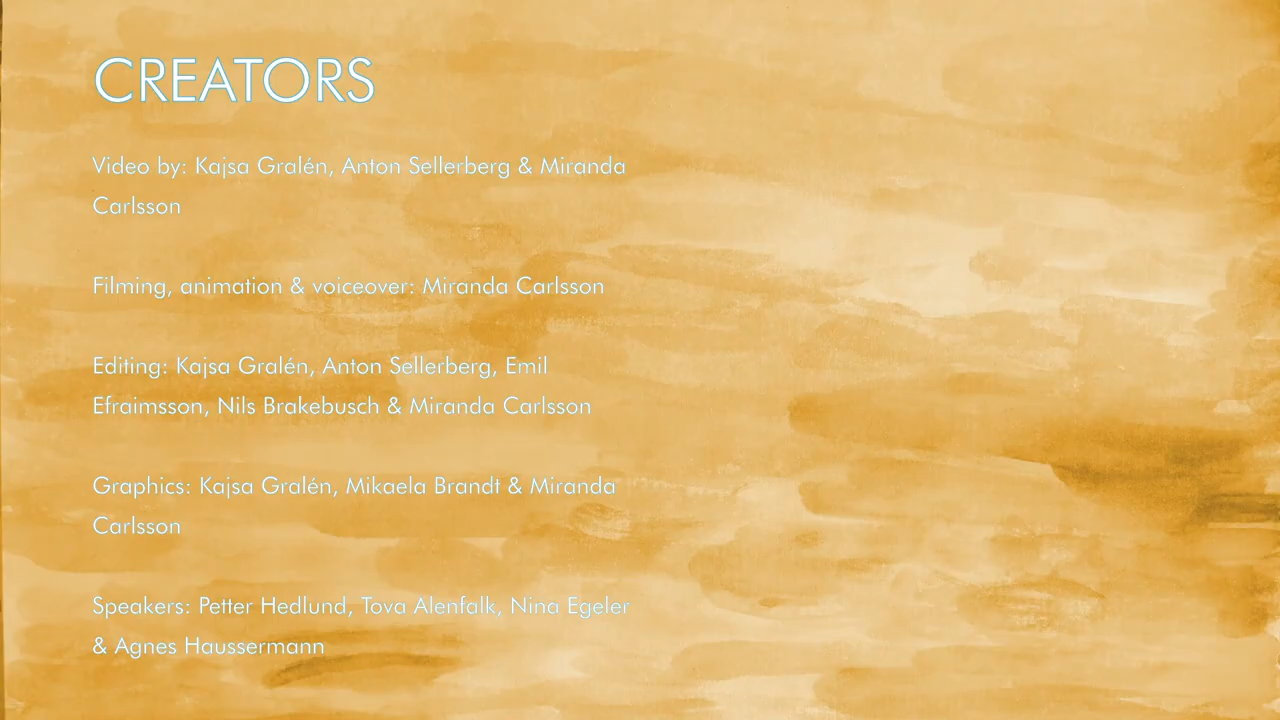 CREATORS
Video by: Kajsa Gralén, Anton Sellerberg & Miranda
Carlsson
Filming, animation & voiceover: Miranda Carlsson
Editing: Kajsa Gralén, Anton Sellerberg, Emil
Efraimsson, Nils Brakebusch & Miranda Carlsson
Graphics: Kajsa Gralén, Mikaela Brandt & Miranda
Carlsson
Speakers: Petter Hedlund, Tova Alenfalk, Nina Egeler
& Agnes Haussermann